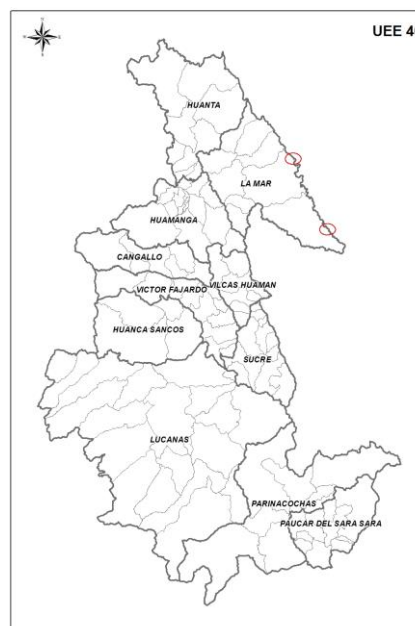 UEE 40
HUANTA
LA MAR
HUAMANGA
CANGALLO
VICTOR FAJARDO
VILCAS HUAMAN
HUANCA SANCOS
SUCRE
LUCANAS
PARINACOCHAS
PAUCAR DEL SARA SARA